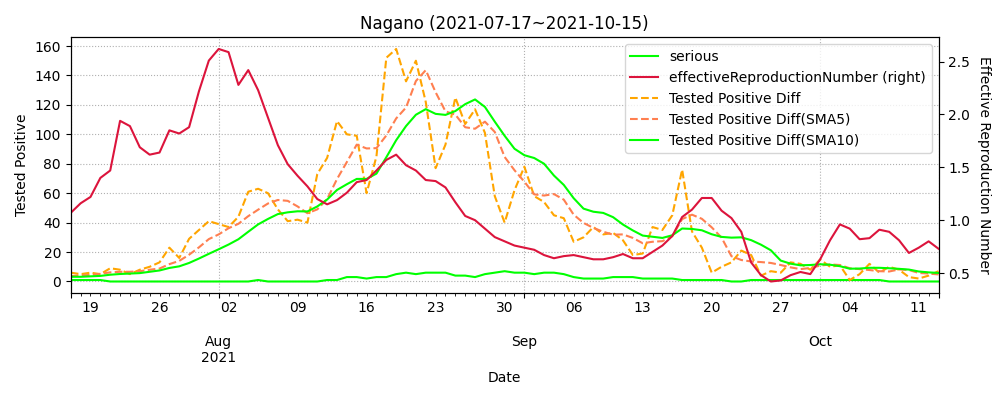 Nagano (2021-07-17~2021-10-15)
serious
effectiveReproductionNumber (right)
Tested Positive Diff
Tested Positive Diff(SMA5)
Tested Positive Diff(SMA10)
Tested Positive
160
140
120
100
80
60
40
20
0
Effective Reproduction Number
2.5
2.0
1.5
1.0
0.5
19 26 02 09 16 23 30 06 13 20 27 04 11
Aug Sep Oct
2021
Date